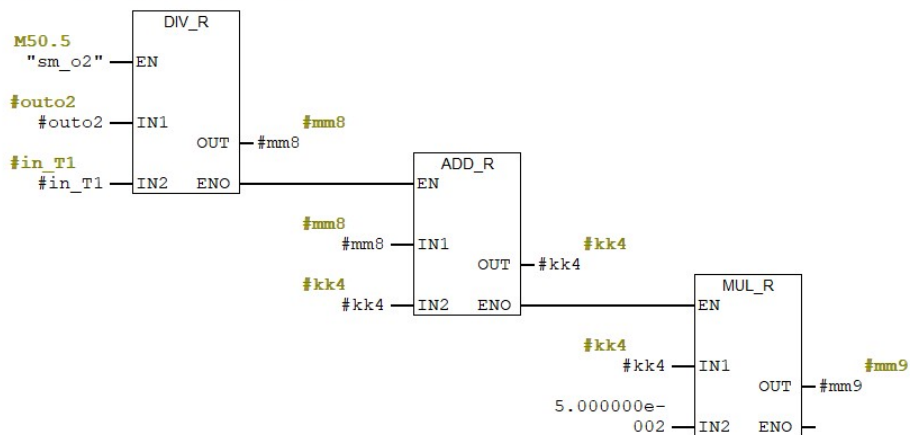 DIV_R
M50.5
"sm_o2" EN
#outo2
#outo2 IN1
#mm8
OUT #mm8
#in_T1
#in_T1 IN2 ENO
ADD_R
EN
#mm8
#mm8 IN1
#kk4
OUT #kk4
#kk4
#kk4 IN2 ENO
MUL_R
EN
#kk4
#kk4 IN1
#mm9
OUT #mm9
5.000000e-
002 IN2 ENO